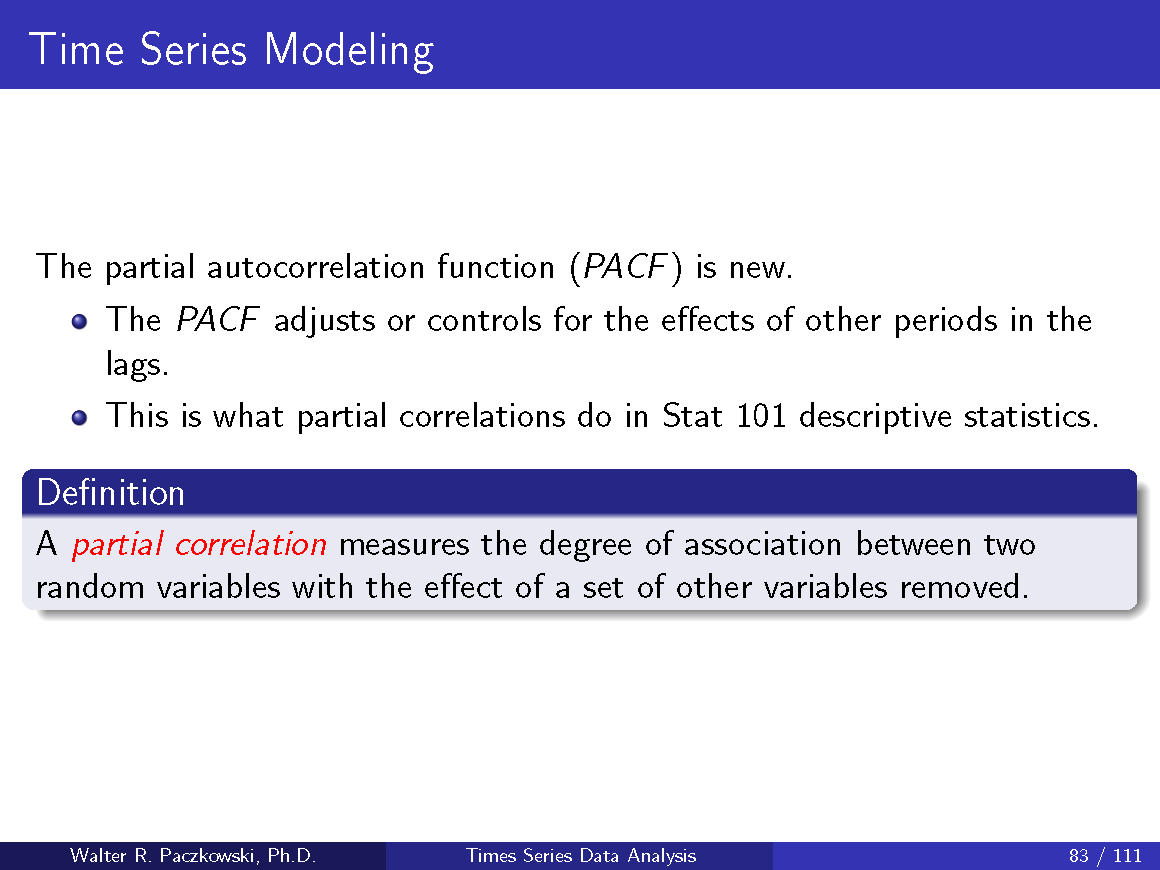 Time Series Modeling
The partial autocorrelation function (PACF) is new.
The PACF adjusts or controls for the effects of other periods in the
lags.
This is what partial correlations do in Stat 101 descriptive statistics.
Definition
A partial correlation measures the degree of association between two
random variables with the effect of a set of other variables removed.
Walter R. Paczkowski, Ph.D. Times Series Data Analysis 83 / 111